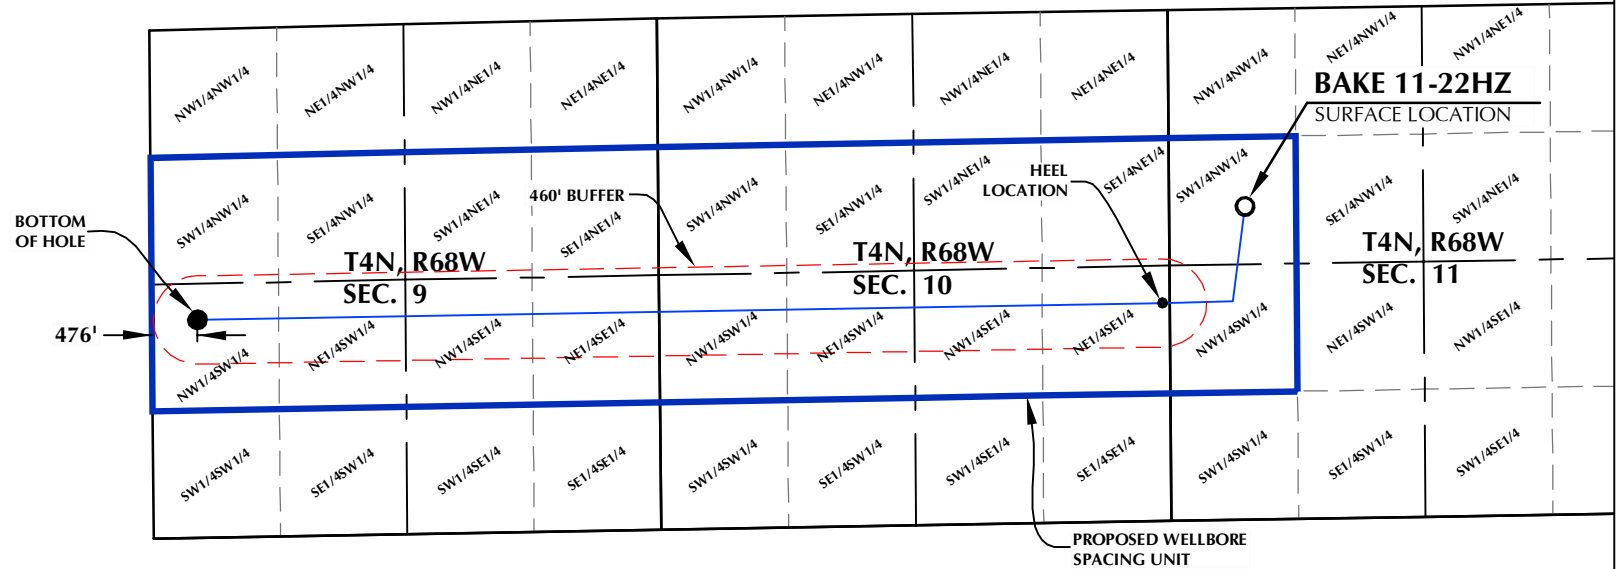 NW1/4NW1/4
NE1/4NW1/4
NW1/4NE1/4
NE1/4NE1/4
NW1/4NW1/4
NE1/4NW1/4
NW1/4NE1/4
NE1/4NE1/4
NW1/4NW1/4
NE1/4NW1/4
NW1/4NE1/4
BAKE 11-22HZ
SURFACE LOCATION
SW1/4NW1/4
SE1/4NW1/4
SW1/4NE1/4
SE1/4NE1/4
SW1/4NW1/4
SE1/4NW1/4
SW1/4NE1/4
SE1/4NE1/4
SW1/4NW1/4
SE1/4NW1/4
SW1/4NE1/4
460' BUFFER
HEEL
LOCATION
BOTTOM
OF HOLE
T4N, R68W
SEC. 9
T4N, R68W
SEC. 10
T4N, R68W
SEC. 11
476'
NW1/4SW1/4
NE1/4SW1/4
NW1/4SE1/4
NE1/4SE1/4
NW1/4SW1/4
NE1/4SW1/4
NW1/4SE1/4
NE1/4SE1/4
NW1/4SW1/4
NE1/4SW1/4
NW1/4SE1/4
SW1/4SW1/4
SE1/4SW1/4
SW1/4SE1/4
SE1/4SE1/4
SW1/4SW1/4
SE1/4SW1/4
SW1/4SE1/4
SE1/4SE1/4
SW1/4SW1/4
SE1/4SW1/4
SW1/4SE1/4
PROPOSED WELLBORE
SPACING UNIT